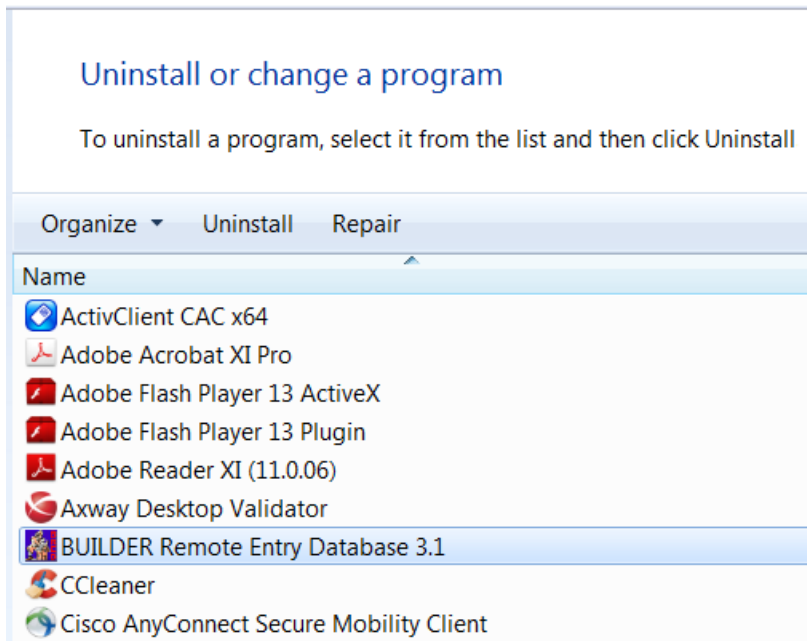 Uninstall or change a program
To uninstall a program, select it from the list and then click Uninstall
Organize Uninstall Repair
Name
ActivClient CAC x64
Adobe Acrobat XI Pro
Adobe Flash Player 13 ActiveX
Adobe Flash Player 13 Plugin
Adobe Reader XI (11.0.06)
Axway Desktop Validator
BUILDER Remote Entry Database 3.1
CCleaner
Cisco AnyConnect Secure Mobility Client